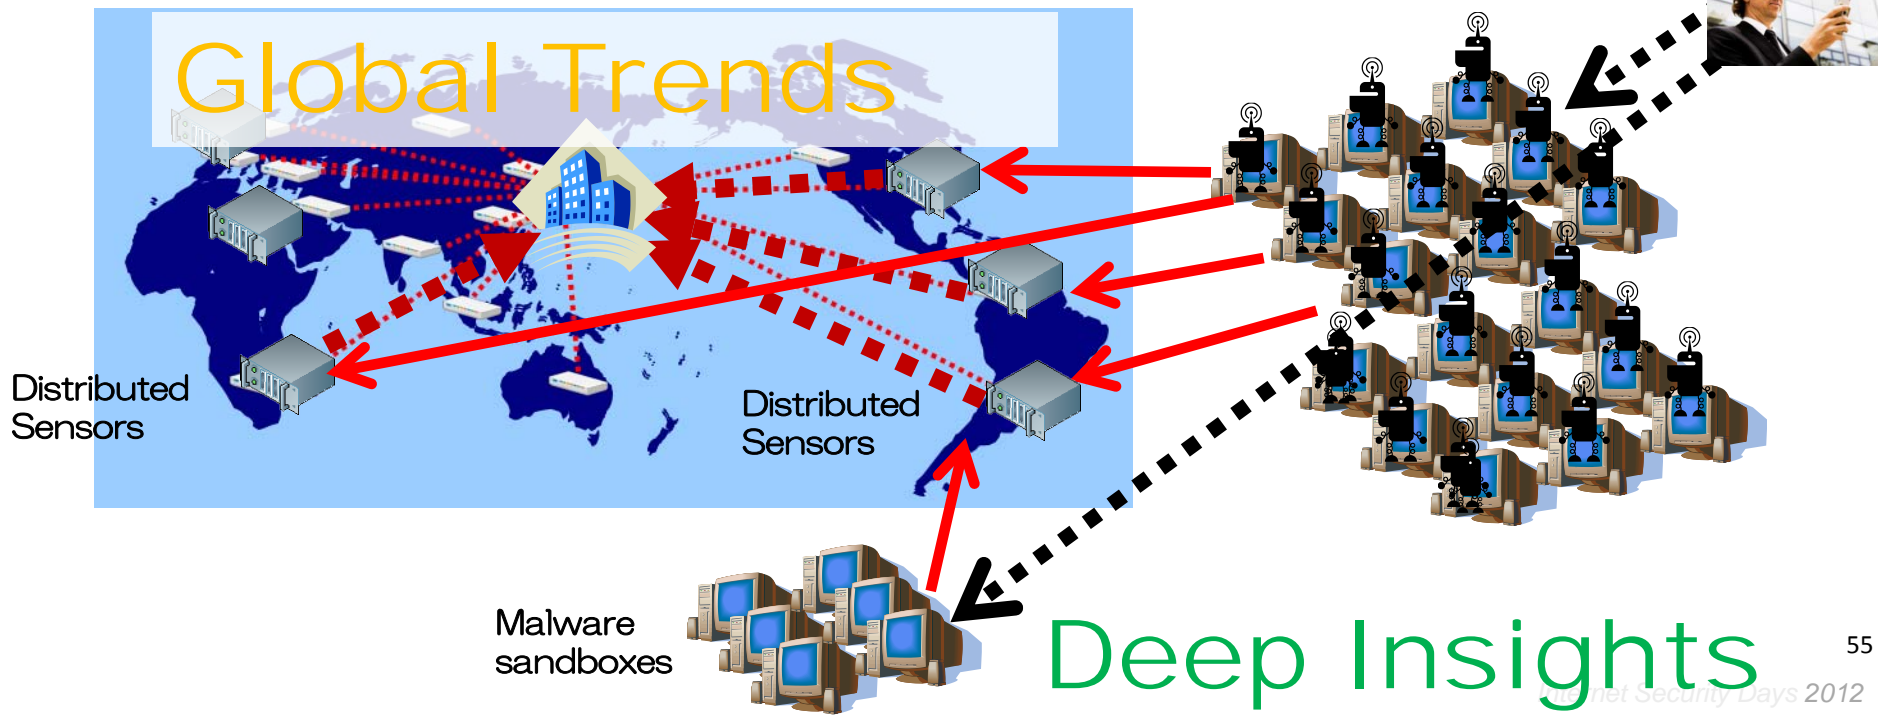 Global Trends
Distributed
Sensors
Distributed
Sensors
Malware
sandboxes
Deep Insights
55
Internet Security Days 2012